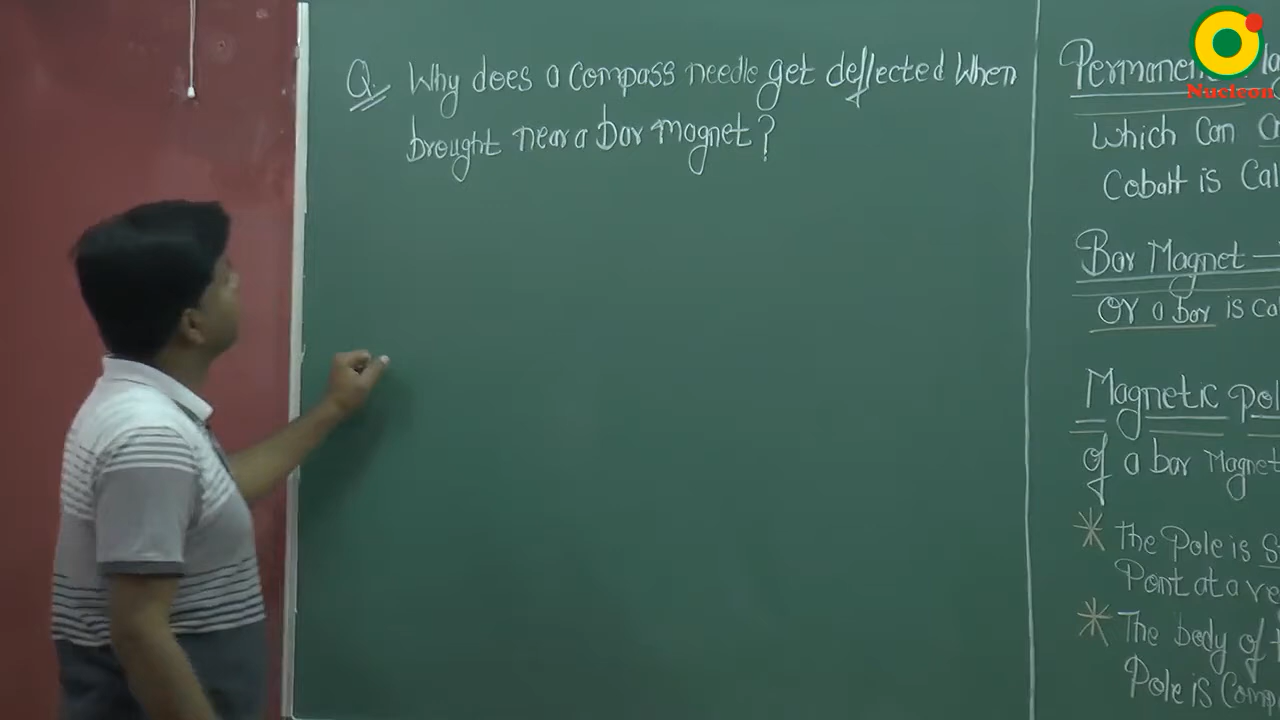 Q. Why does a compass needle get deflected When
brought near a bar magnet?
Nucleon
Permanent
which can
Cobalt is
Bar Magnet —
or a bar is
Magnetic
of a bar Magnet
* The Pole is
Pont at a
* The body of
Pole is